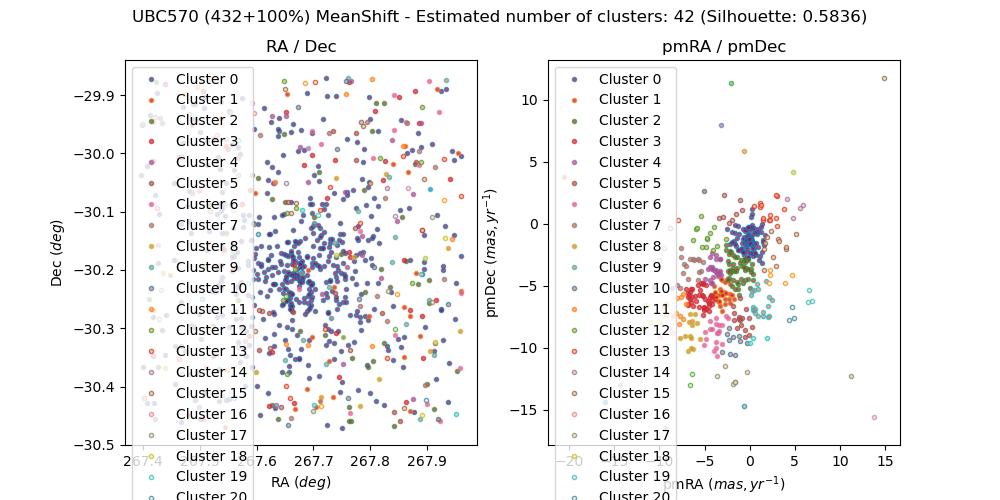 UBC570 (432+100%) MeanShift - Estimated number of clusters: 42 (Silhouette: 0.5836)
RA / Dec
Dec (deg)
−29.9
−30.0
−30.1
−30.2
−30.3
−30.4
−30.5
Cluster 0
Cluster 1
Cluster 2
Cluster 3
Cluster 4
Cluster 5
Cluster 6
Cluster 7
Cluster 8
Cluster 9
Cluster 10
Cluster 11
Cluster 12
Cluster 13
Cluster 14
Cluster 15
Cluster 16
Cluster 17
Cluster 18
Cluster 19
Cluster 20
267.4 267.5 267.6 267.7 267.8 267.9
RA (deg)
pmRA / pmDec
pmDec (mas, yr⁻¹)
10
5
0
−5
−10
−15
Cluster 0
Cluster 1
Cluster 2
Cluster 3
Cluster 4
Cluster 5
Cluster 6
Cluster 7
Cluster 8
Cluster 9
Cluster 10
Cluster 11
Cluster 12
Cluster 13
Cluster 14
Cluster 15
Cluster 16
Cluster 17
Cluster 18
Cluster 19
Cluster 20
−20 −15 −10 −5 0 5 10 15
pmRA (mas, yr⁻¹)